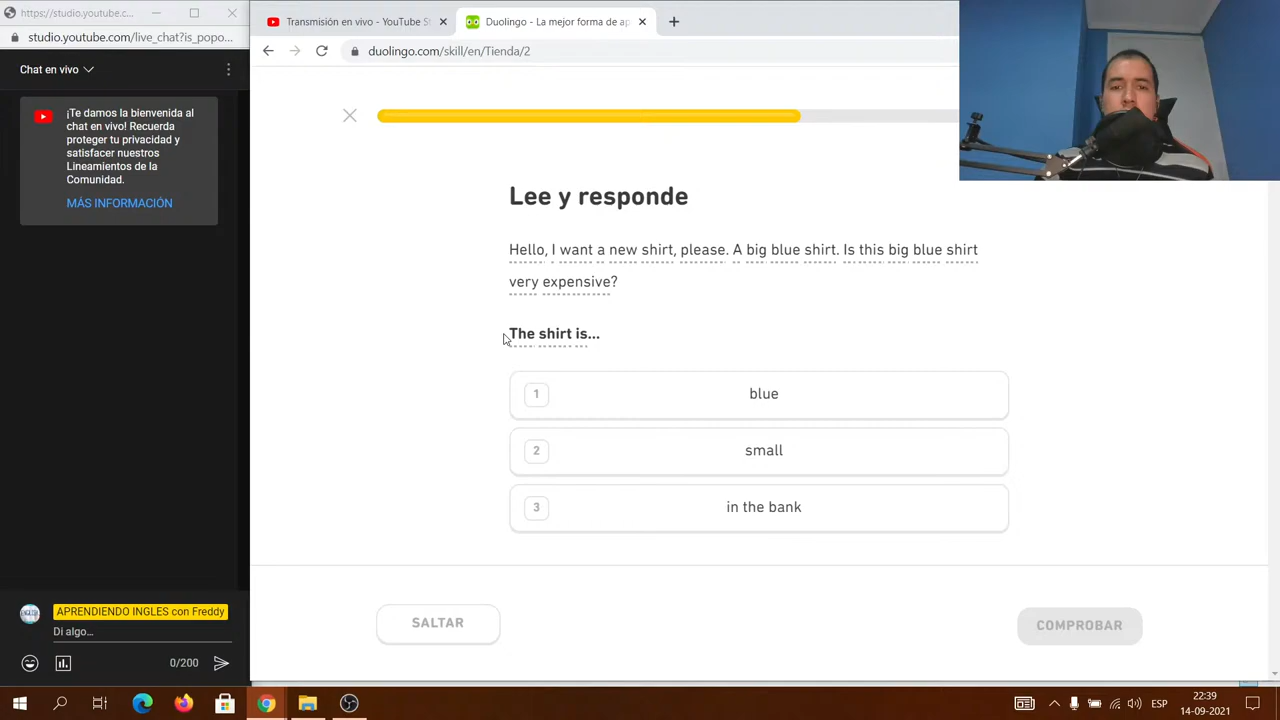 https://studio.youtube.com/live_chat?is_popo...
studio.youtube.com/live_chat?is_popo...
Chat en vivo
¡Te damos la bienvenida al
chat en vivo! Recuerda
proteger tu privacidad y
satisfacer nuestros
Lineamientos de la
Comunidad.
MÁS INFORMACIÓN
APRENDIENDO INGLES con Freddy
Di algo...
0/200
Transmisión en vivo - YouTube S
Duolingo - La mejor forma de ap
duolingo.com/skill/en/Tienda/2
Lee y responde
Hello, I want a new shirt, please. A big blue shirt. Is this big blue shirt
very expensive?
The shirt is...
1 blue
2 small
3 in the bank
SALTAR
COMPROBAR
ESP
22:39
14-09-2021